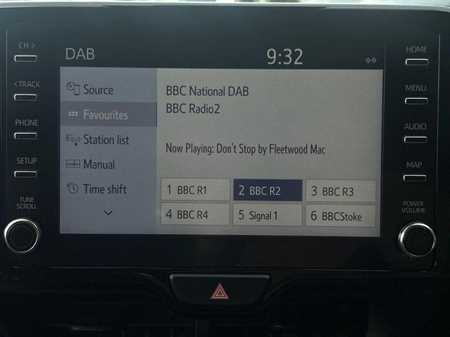 CH >
< TRACK
PHONE
SETUP
TUNE
SCROLL
DAB
9:32
Source
Favourites
Station list
Manual
Time shift
BBC National DAB
BBC Radio2
Now Playing: Don't Stop by Fleetwood Mac
1 BBC R1
2 BBC R2
3 BBC R3
4 BBC R4
5 Signal 1
6 BBCStoke
HOME
MENU
AUDIO
MAP
POWER
VOLUME